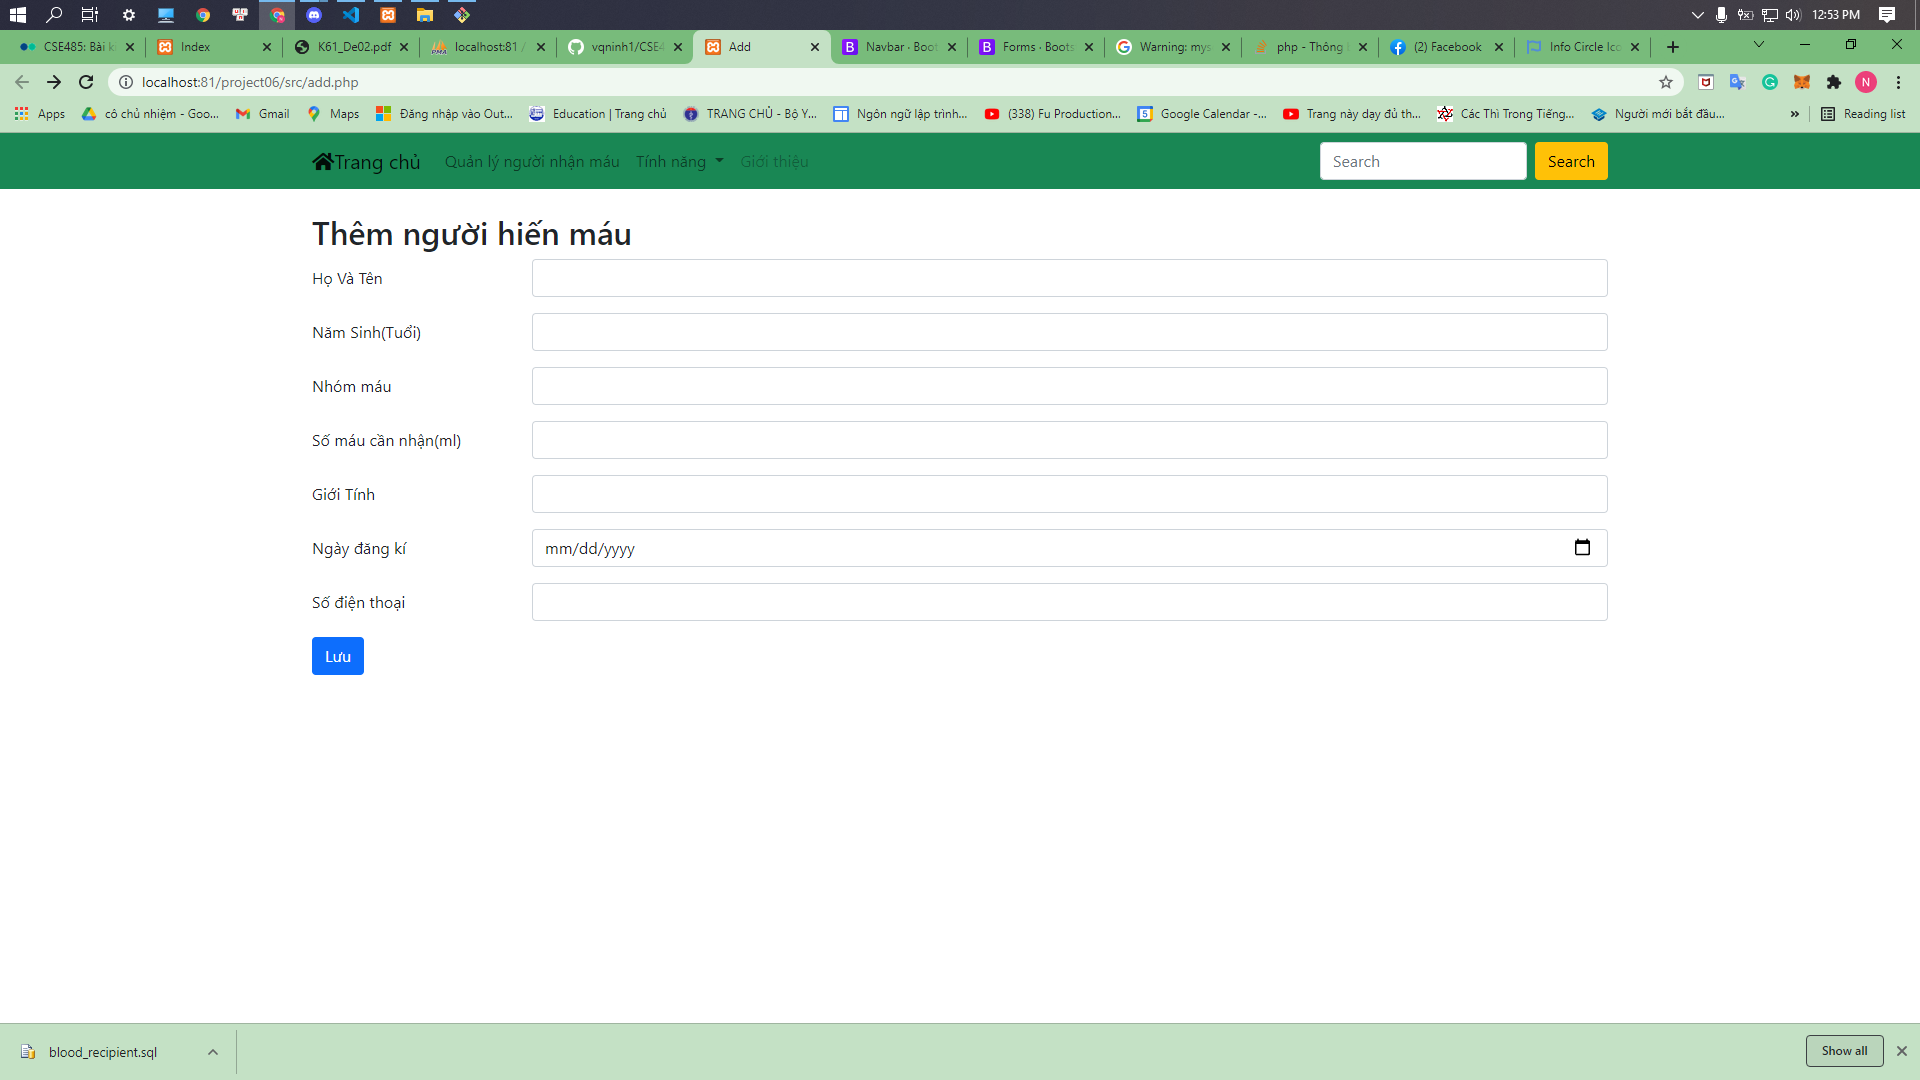 12:53 PM
CSE485: Bài k
Index
K61_De02.pdf
localhost:81 /
vqninh1/CSE4
Add
Navbar · Boot
Forms · Boots
Warning: mys
php - Thông
(2) Facebook
Info Circle Ico
localhost:81/project06/src/add.php
N
Apps
cô chủ nhiệm - Goo...
Gmail
Maps
Đăng nhập vào Out...
Education | Trang chủ
TRANG CHỦ - Bộ Y...
Ngôn ngữ lập trình...
(338) Fu Production...
Google Calendar -...
Trang này dạy đủ th...
Các Thì Trong Tiếng...
Người mới bắt đầu...
»
Reading list
Trang chủ
Quản lý người nhận máu
Tính năng
Giới thiệu
Search
Search
Thêm người hiến máu
Họ Và Tên
Năm Sinh(Tuổi)
Nhóm máu
Số máu cần nhận(ml)
Giới Tính
Ngày đăng kí
mm/dd/yyyy
Số điện thoại
Lưu
blood_recipient.sql
Show all